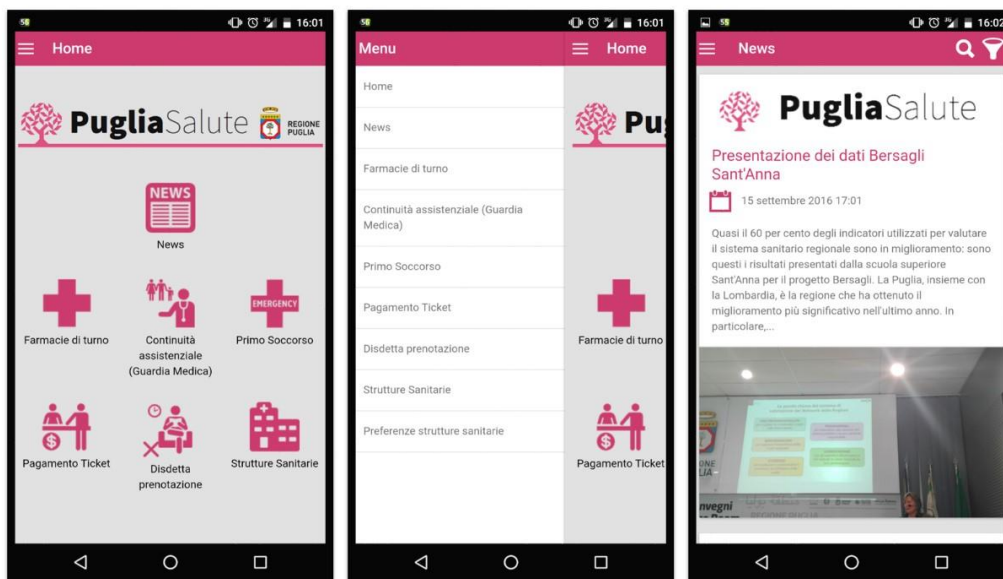 56
16:01
Home
PugliaSalute
REGIONE
PUGLIA
NEWS
News
EMERGENCY
Farmacie di turno
Continuità
assistenziale
(Guardia Medica)
Primo Soccorso
$
Pagamento Ticket
Disdetta
prenotazione
Strutture Sanitarie
56
16:01
Menu
Home
News
Farmacie di turno
Continuità assistenziale (Guardia
Medica)
Primo Soccorso
Pagamento Ticket
Disdetta prenotazione
Strutture Sanitarie
Preferenze strutture sanitarie
Home
Pu
Farmacie di turno
$
Pagamento Ticket
16:02
News
PugliaSalute
Presentazione dei dati Bersagli
Sant'Anna
15 settembre 2016 17:01
Quasi il 60 per cento degli indicatori utilizzati per valutare
il sistema sanitario regionale sono in miglioramento: sono
questi i risultati presentati dalla scuola superiore
Sant'Anna per il progetto Bersagli. La Puglia, insieme con
la Lombardia, è la regione che ha ottenuto il
miglioramento più significativo nell'ultimo anno. In
particolare,...
nvegni
REGIONE PUGLIA